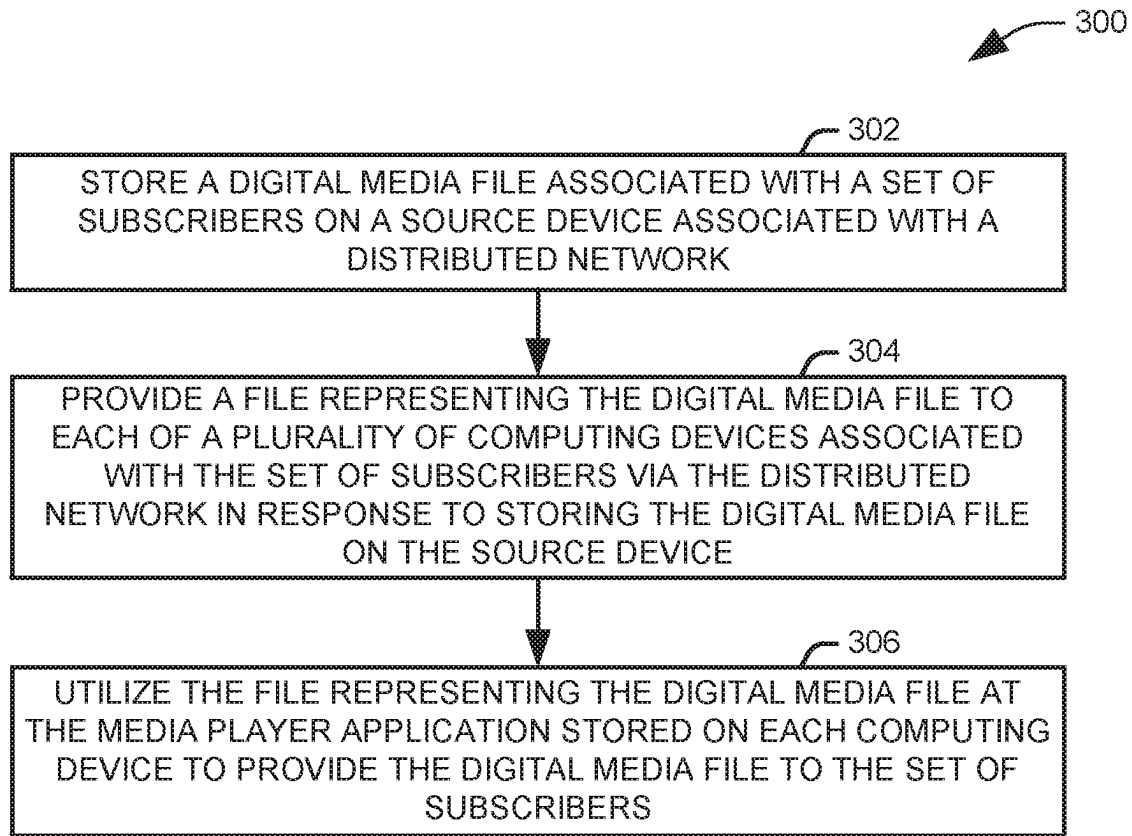 300
302
STORE A DIGITAL MEDIA FILE ASSOCIATED WITH A SET OF
SUBSCRIBERS ON A SOURCE DEVICE ASSOCIATED WITH A
DISTRIBUTED NETWORK
304
PROVIDE A FILE REPRESENTING THE DIGITAL MEDIA FILE TO
EACH OF A PLURALITY OF COMPUTING DEVICES ASSOCIATED
WITH THE SET OF SUBSCRIBERS VIA THE DISTRIBUTED
NETWORK IN RESPONSE TO STORING THE DIGITAL MEDIA FILE
ON THE SOURCE DEVICE
306
UTILIZE THE FILE REPRESENTING THE DIGITAL MEDIA FILE AT
THE MEDIA PLAYER APPLICATION STORED ON EACH COMPUTING
DEVICE TO PROVIDE THE DIGITAL MEDIA FILE TO THE SET OF
SUBSCRIBERS